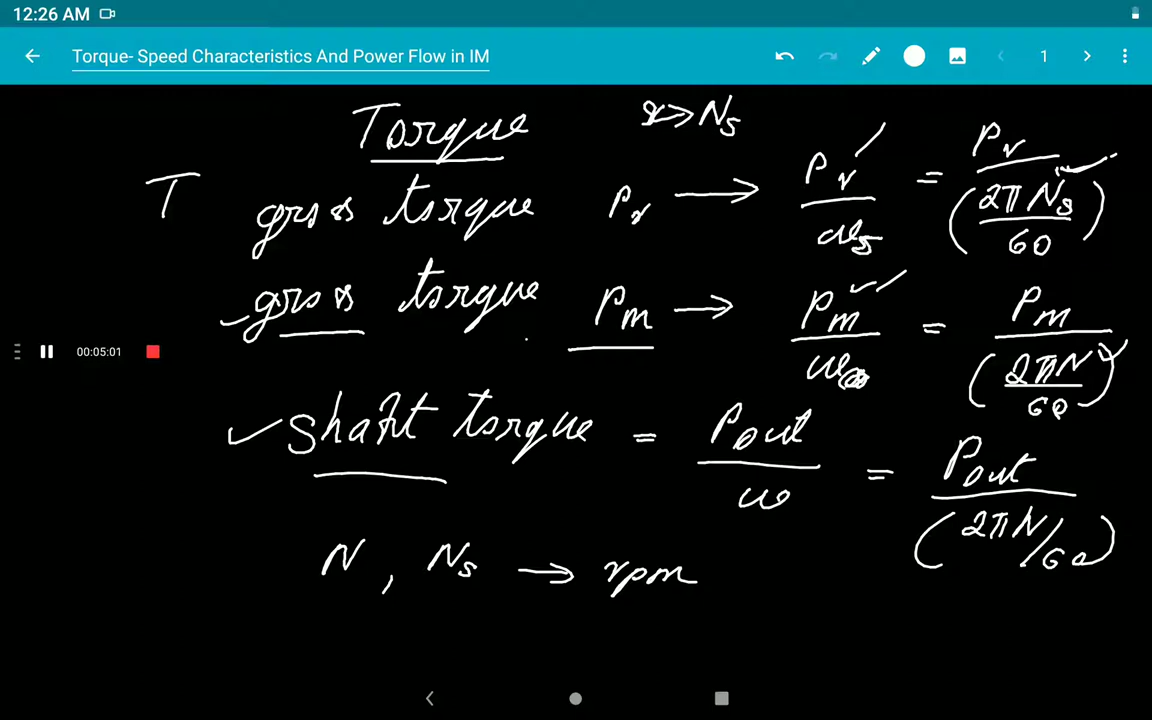 12:26 AM
Torque- Speed Characteristics And Power Flow in IM
1
Torque → Ns
T gross torque Pr → Pr/ωs = Pr/(2πNs/60)
gross torque Pm → Pm/ω = Pm/(2πN/60)
00:05:01
shaft torque = Pout/ω = Pout/(2πN/60)
N, Ns → rpm